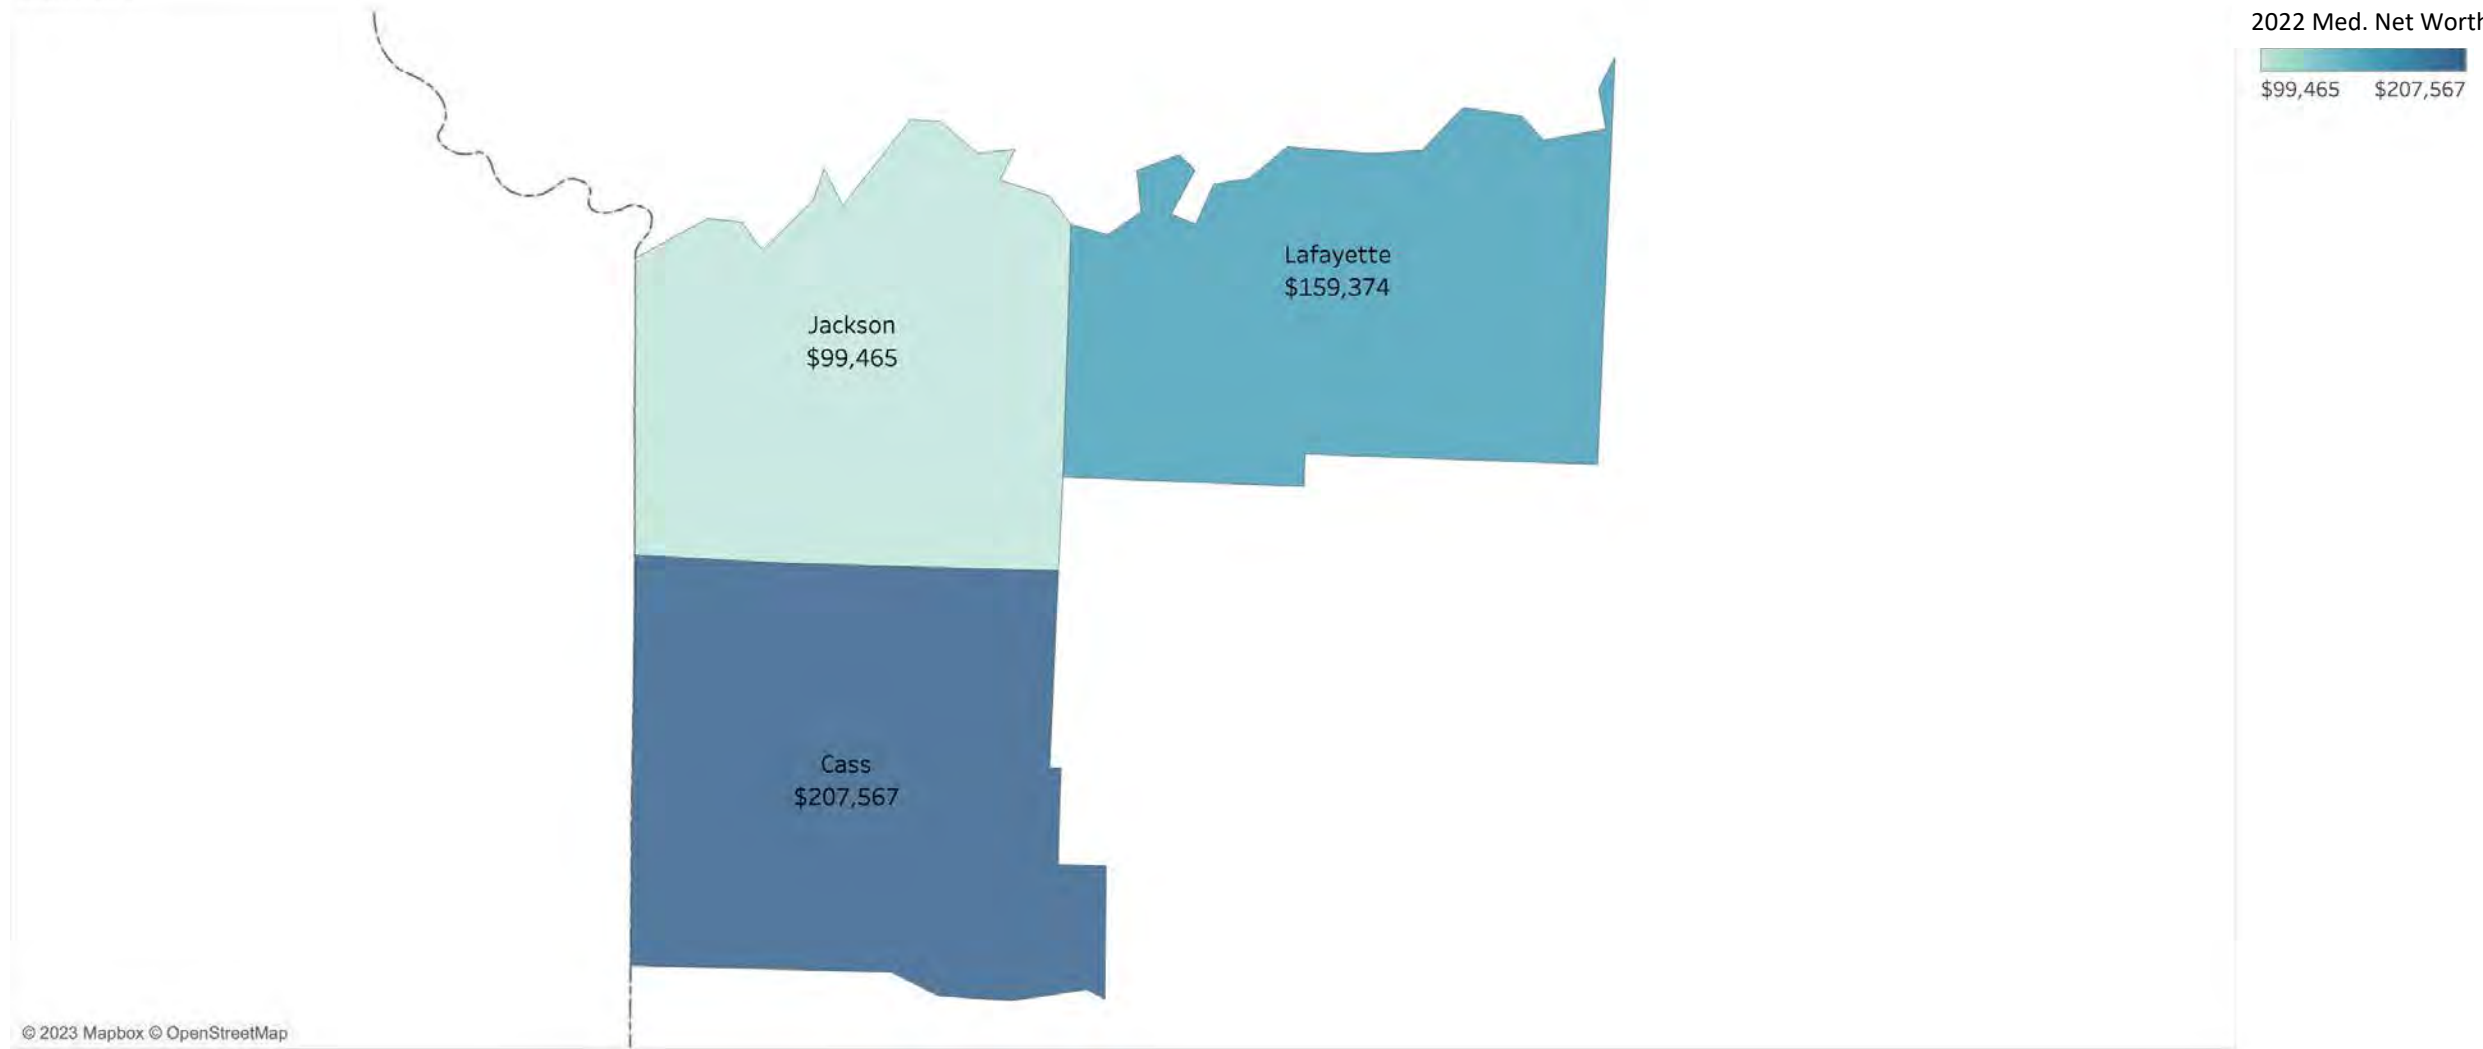 2022 Med. Net Worth
$99,465 $207,567
Lafayette
$159,374
Jackson
$99,465
Cass
$207,567
© 2023 Mapbox © OpenStreetMap